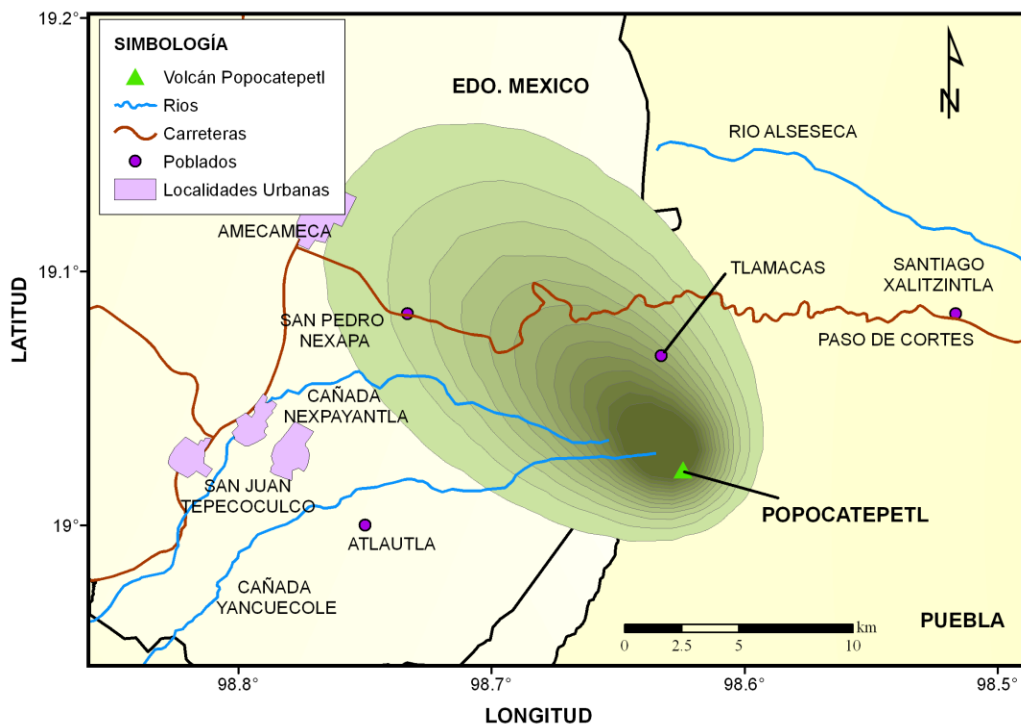 19.2°
SIMBOLOGÍA
Volcán Popocatepetl
Rios
Carreteras
Poblados
Localidades Urbanas
EDO. MEXICO
N
RIO ALSESECA
AMECAMECA
19.1°
TLAMACAS
SANTIAGO
XALITZINTLA
LATITUD
SAN PEDRO
NEXAPA
PASO DE CORTES
CAÑADA
NEXPAYANTLA
SAN JUAN
TEPECOCULCO
POPOCATEPETL
19°
ATLAUTLA
CAÑADA
YANCUECOLE
PUEBLA
km
0 2.5 5 10
98.8° 98.7° 98.6° 98.5°
LONGITUD